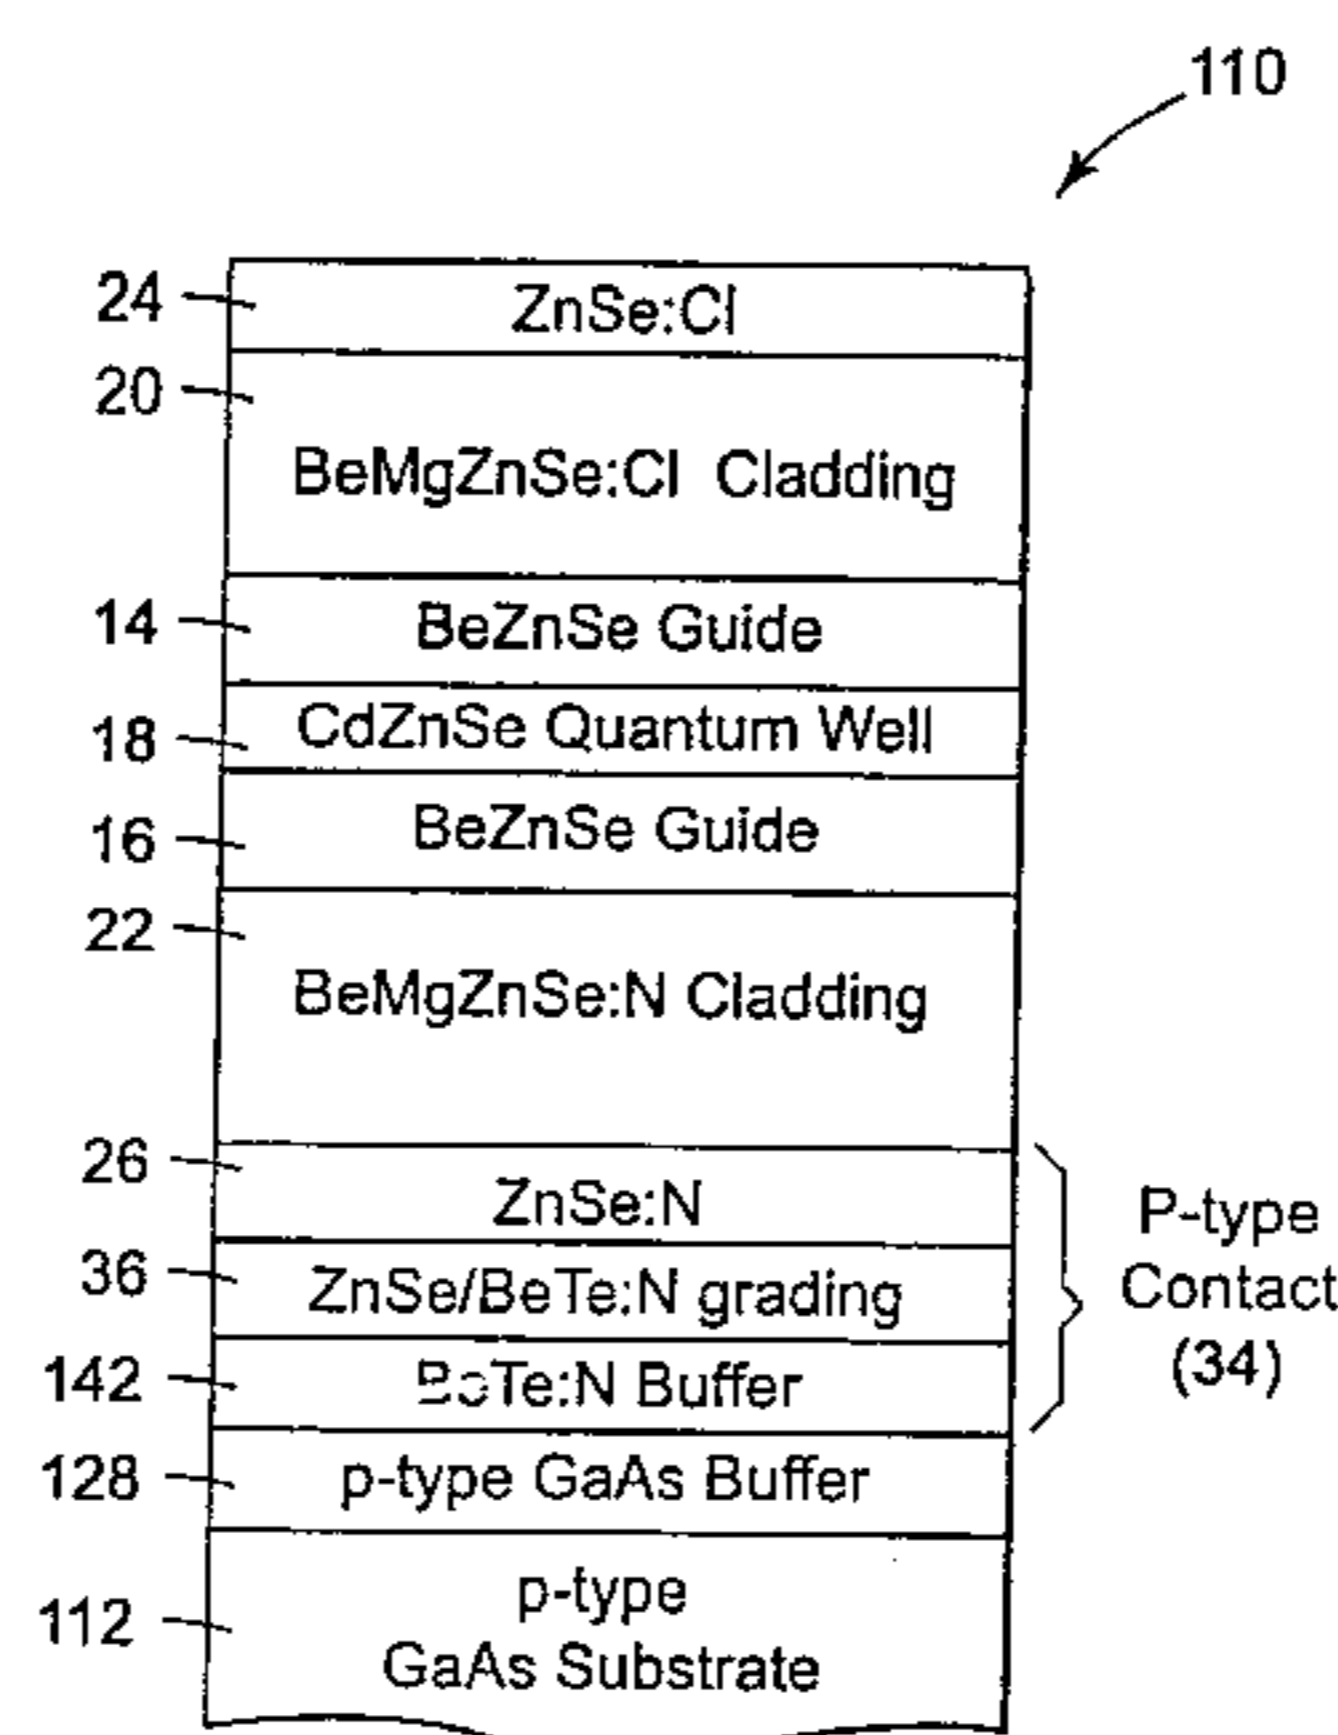 110
24 ZnSe:Cl
20 BeMgZnSe:Cl Cladding
14 BeZnSe Guide
18 CdZnSe Quantum Well
16 BeZnSe Guide
22 BeMgZnSe:N Cladding
26 ZnSe:N
36 ZnSe/BeTe:N grading
142 BeTe:N Buffer
P-type
Contact
(34)
128 p-type GaAs Buffer
112 p-type
GaAs Substrate